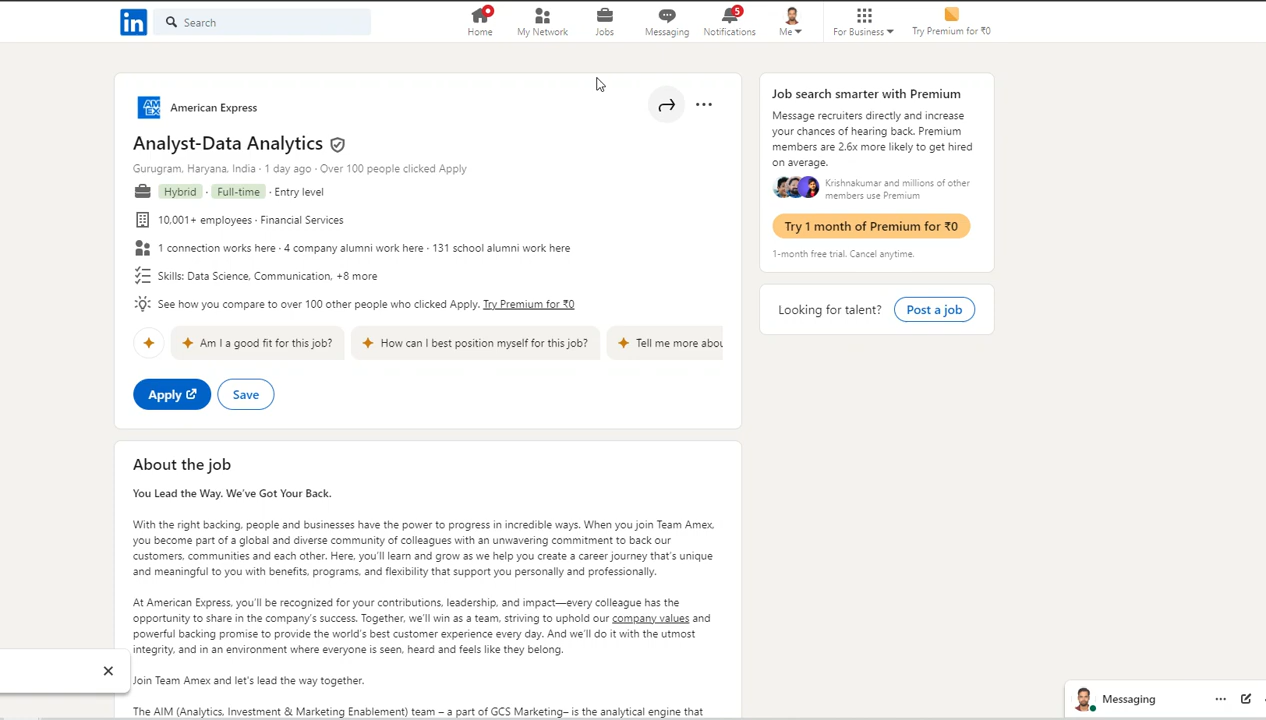 in
Search
Home
My Network
Jobs
Messaging
5
Notifications
Me
For Business
Try Premium for ₹0
AM
EX
American Express
Analyst-Data Analytics
Gurugram, Haryana, India · 1 day ago · Over 100 people clicked Apply
Hybrid · Full-time · Entry level
10,001+ employees · Financial Services
1 connection works here · 4 company alumni work here · 131 school alumni work here
Skills: Data Science, Communication, +8 more
See how you compare to over 100 other people who clicked Apply. Try Premium for ₹0
Am I a good fit for this job?
How can I best position myself for this job?
Tell me more abou
Apply
Save
Job search smarter with Premium
Message recruiters directly and increase
your chances of hearing back. Premium
members are 2.6x more likely to get hired
on average.
Krishnakumar and millions of other
members use Premium
Try 1 month of Premium for ₹0
1-month free trial. Cancel anytime.
Looking for talent?
Post a job
About the job
You Lead the Way. We've Got Your Back.
With the right backing, people and businesses have the power to progress in incredible ways. When you join Team Amex,
you become part of a global and diverse community of colleagues with an unwavering commitment to back our
customers, communities and each other. Here, you'll learn and grow as we help you create a career journey that's unique
and meaningful to you with benefits, programs, and flexibility that support you personally and professionally.
At American Express, you'll be recognized for your contributions, leadership, and impact—every colleague has the
opportunity to share in the company's success. Together, we'll win as a team, striving to uphold our company values and
powerful backing promise to provide the world's best customer experience every day. And we'll do it with the utmost
integrity, and in an environment where everyone is seen, heard and feels like they belong.
Join Team Amex and let's lead the way together.
The AIM (Analytics, Investment & Marketing Enablement) team – a part of GCS Marketing– is the analytical engine that
Messaging